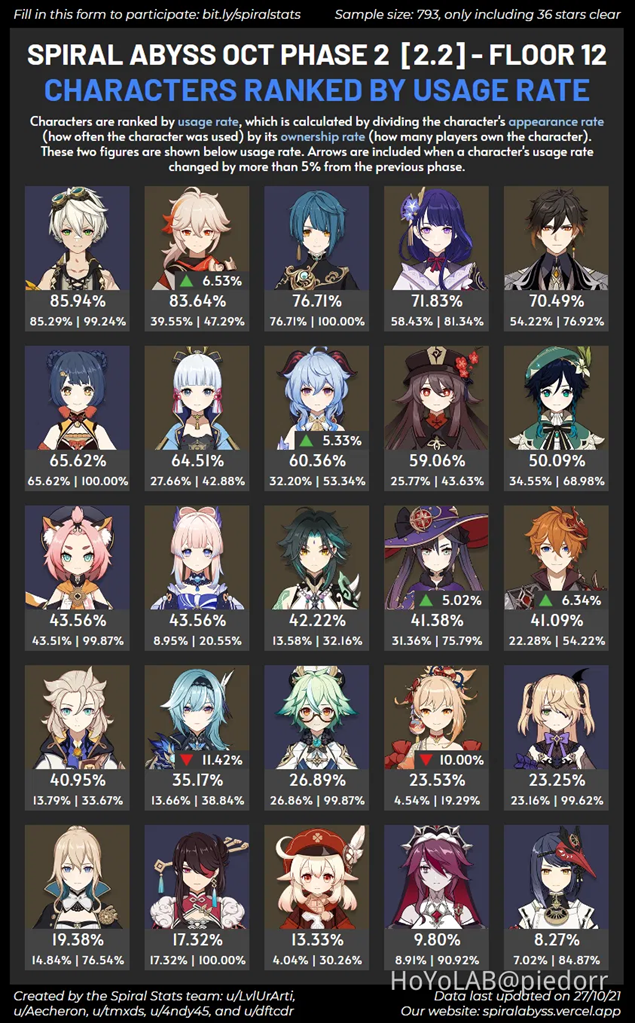 Fill in this form to participate: bit.ly/spiralstats Sample size: 793, only including 36 stars clear
SPIRAL ABYSS OCT PHASE 2 [2.2] - FLOOR 12
CHARACTERS RANKED BY USAGE RATE
Characters are ranked by usage rate, which is calculated by dividing the character's appearance rate
(how often the character was used) by its ownership rate (how many players own the character).
These two figures are shown below usage rate. Arrows are included when a character's usage rate
changed by more than 5% from the previous phase.
6.53%
85.94% 83.64% 76.71% 71.83% 70.49%
85.29% | 99.24% 39.55% | 47.29% 76.71% | 100.00% 58.43% | 81.34% 54.22% | 76.92%
5.33%
65.62% 64.51% 60.36% 59.06% 50.09%
65.62% | 100.00% 27.66% | 42.88% 32.20% | 53.34% 25.77% | 43.63% 34.55% | 68.98%
5.02% 6.34%
43.56% 43.56% 42.22% 41.38% 41.09%
43.51% | 99.87% 8.95% | 20.55% 13.58% | 32.16% 31.36% | 75.79% 22.28% | 54.22%
11.42% 10.00%
40.95% 35.17% 26.89% 23.53% 23.25%
13.79% | 33.67% 13.66% | 38.84% 26.86% | 99.87% 4.54% | 19.29% 23.16% | 99.62%
19.38% 17.32% 13.33% 9.80% 8.27%
14.84% | 76.54% 17.32% | 100.00% 4.04% | 30.26% 8.91% | 90.92% 7.02% | 84.87%
HoYoLAB@piedorr
Created by the Spiral Stats team: u/LvlUrArti, Data last updated on 27/10/21
u/Aecheron, u/tmxds, u/4ndy45, and u/dftcdr Our website: spiralabyss.vercel.app